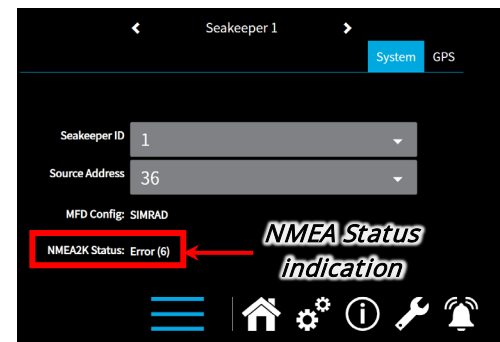 Seakeeper 1
System GPS
Seakeeper ID 1
Source Address 36
MFD Config: SIMRAD
NMEA2K Status: Error (6)
NMEA Status
indication